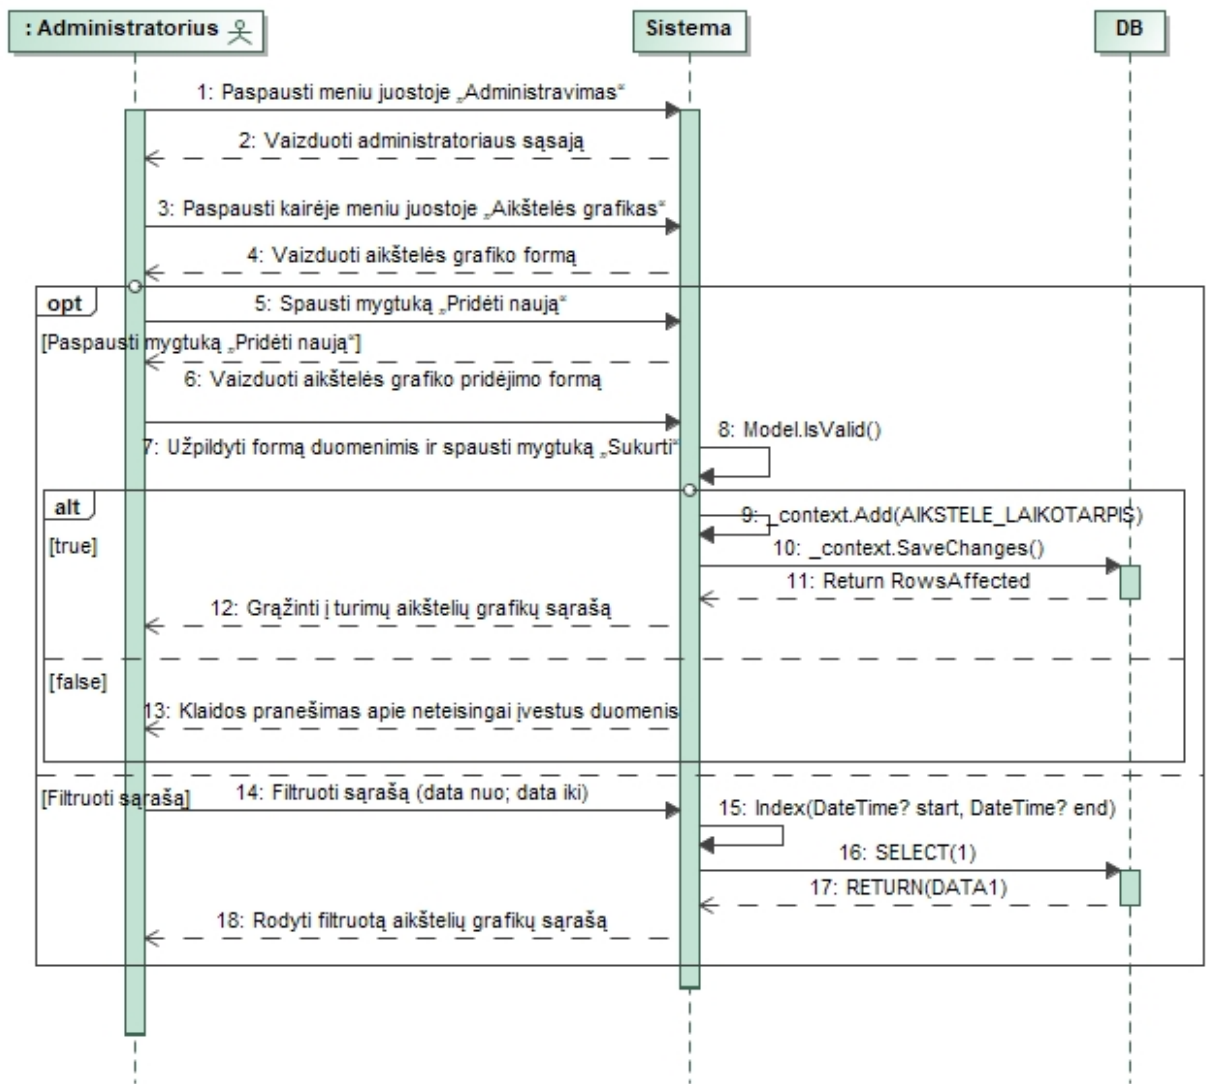 : Administratorius
Sistema
DB
1: Paspausti meniu juostoje „Administravimas“
2: Vaizduoti administratoriaus sąsają
3: Paspausti kairėje meniu juostoje „Aikštelės grafikas“
4: Vaizduoti aikštelės grafiko formą
opt
5: Spausti mygtuką „Pridėti naują“
[Paspausti mygtuką „Pridėti naują“]
6: Vaizduoti aikštelės grafiko pridėjimo formą
7: Užpildyti formą duomenimis ir spausti mygtuką „Sukurti“
8: Model.IsValid()
alt
9: _context.Add(AIKSTELE_LAIKOTARPIS)
[true]
10: _context.SaveChanges()
11: Return RowsAffected
12: Grąžinti į turimų aikštelių grafikų sąrašą
[false]
13: Klaidos pranešimas apie neteisingai įvestus duomenis
[Filtruoti sąrašą]
14: Filtruoti sąrašą (data nuo; data iki)
15: Index(DateTime? start, DateTime? end)
16: SELECT(1)
17: RETURN(DATA1)
18: Rodyti filtruotą aikštelių grafikų sąrašą